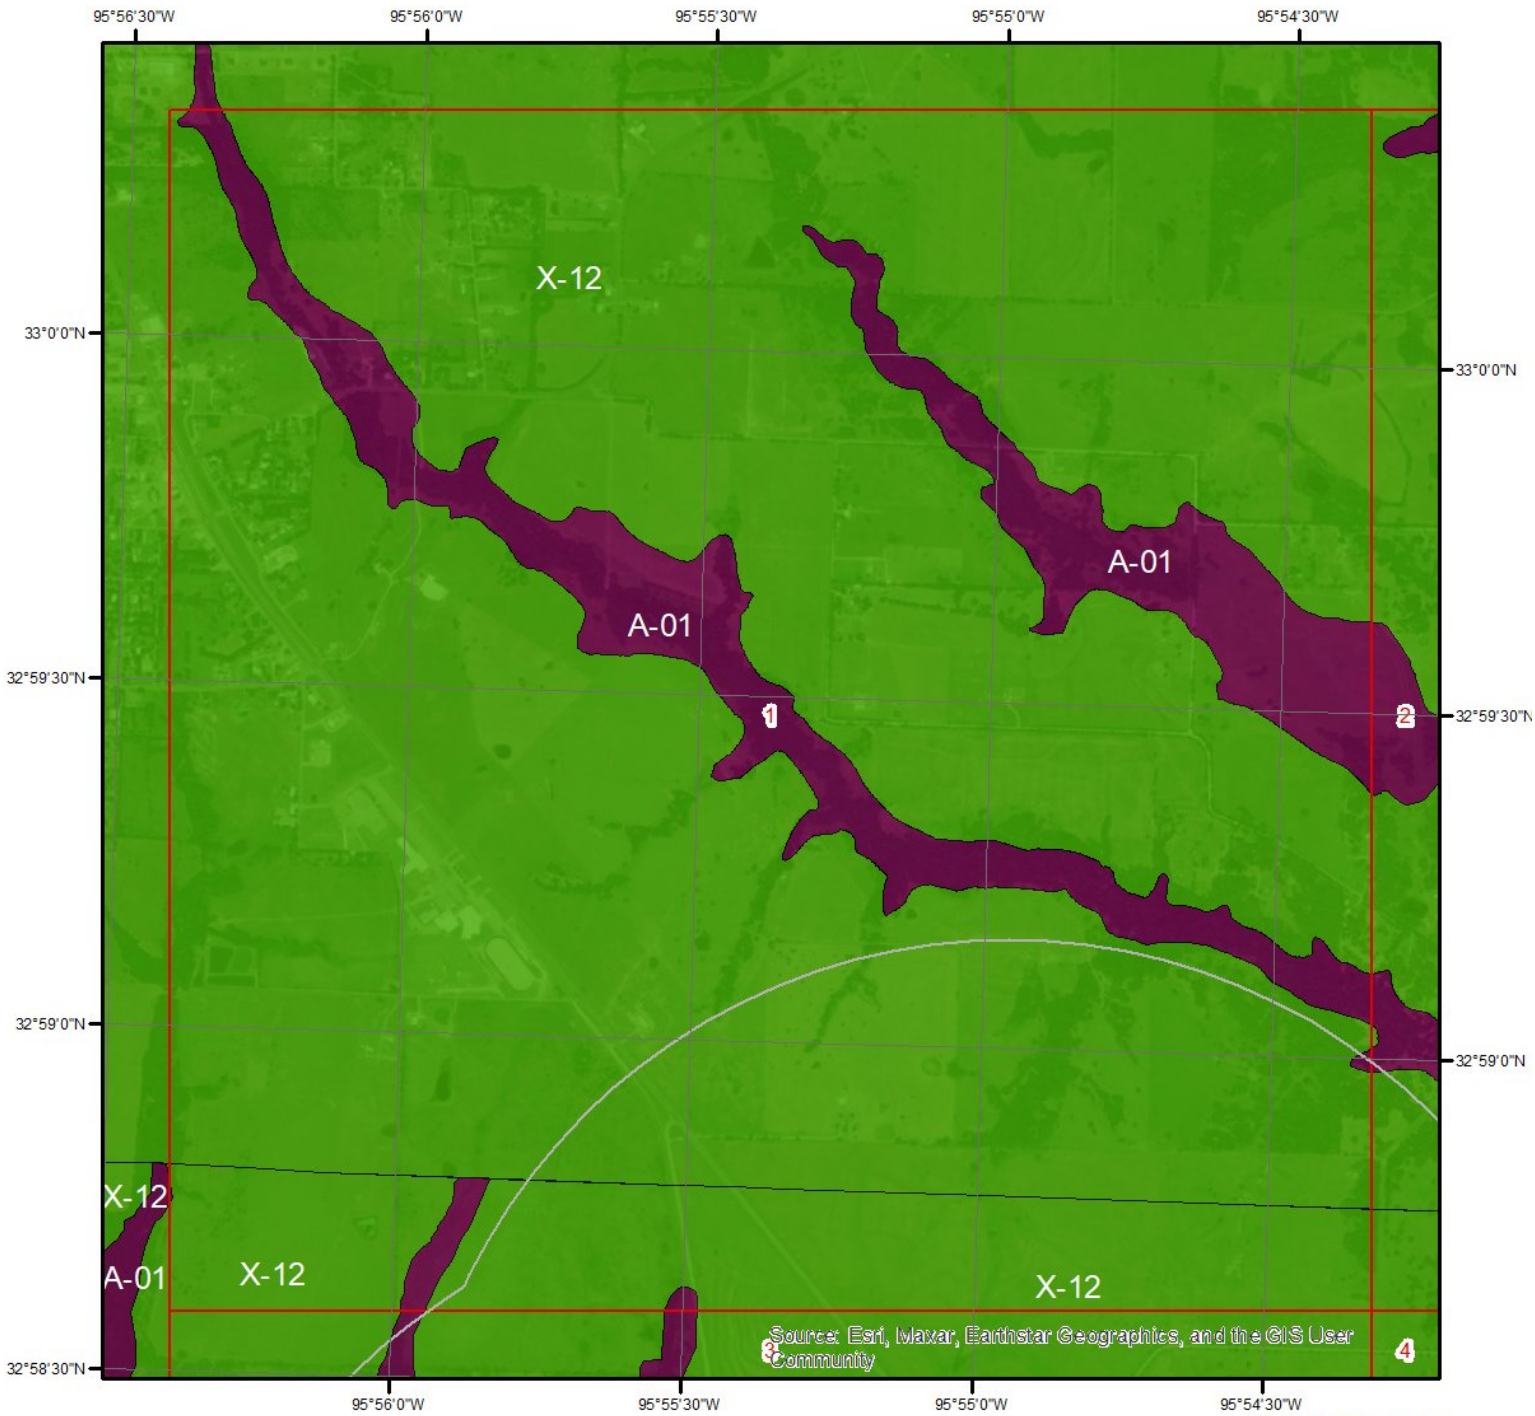 95°56'30"W 95°56'0"W 95°55'30"W 95°55'0"W 95°54'30"W
X-12
33°0'0"N
33°0'0"N
A-01
A-01
32°59'30"N
1
2
32°59'30"N
32°59'0"N
32°59'0"N
X-12
A-01
X-12
X-12
Source: Esri, Maxar, Earthstar Geographics, and the GIS User
3
Community
4
32°58'30"N
95°56'0"W 95°55'30"W 95°55'0"W 95°54'30"W